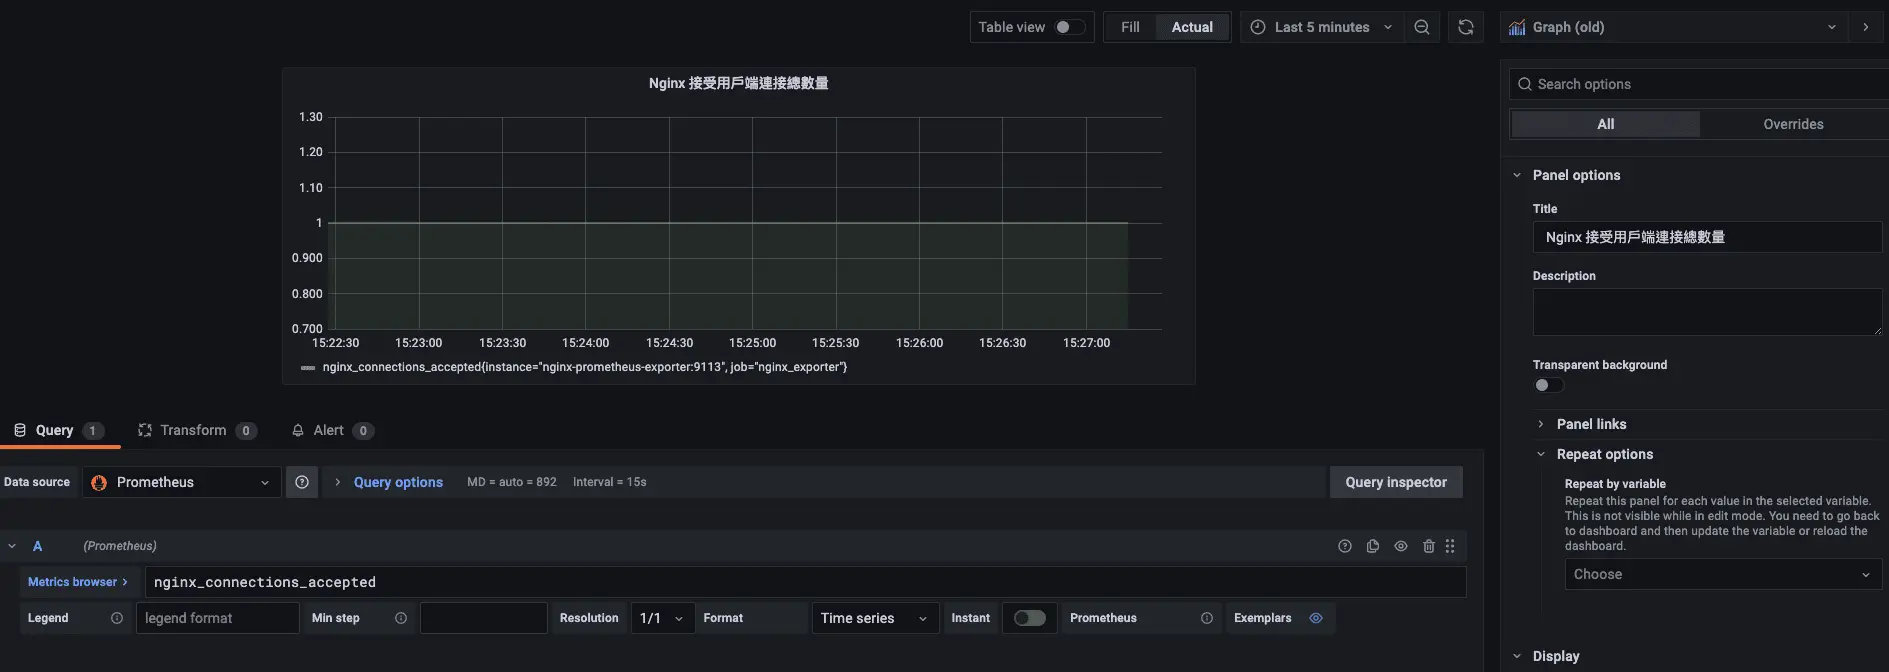 Table view
Fill
Actual
Last 5 minutes
Graph (old)
Nginx 接受用戶端連接總數量
1.30
1.20
1.10
1
0.900
0.800
0.700
15:22:30
15:23:00
15:23:30
15:24:00
15:24:30
15:25:00
15:25:30
15:26:00
15:26:30
15:27:00
nginx_connections_accepted{instance="nginx-prometheus-exporter:9113", job="nginx_exporter"}
Query 1
Transform 0
Alert 0
Data source
Prometheus
Query options
MD = auto = 892
Interval = 15s
Query inspector
A
(Prometheus)
Metrics browser >
nginx_connections_accepted
Legend
legend format
Min step
Resolution
1/1
Format
Time series
Instant
Prometheus
Exemplars
Search options
All
Overrides
Panel options
Title
Nginx 接受用戶端連接總數量
Description
Transparent background
Panel links
Repeat options
Repeat by variable
Repeat this panel for each value in the selected variable.
This is not visible while in edit mode. You need to go back
to dashboard and then update the variable or reload the
dashboard.
Choose
Display